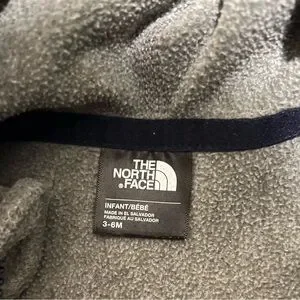 THE
NORTH
FACE
INFANT/BÉBÉ
MADE IN EL SALVADOR
FABRIQUÉ AU SALVADOR
3-6M